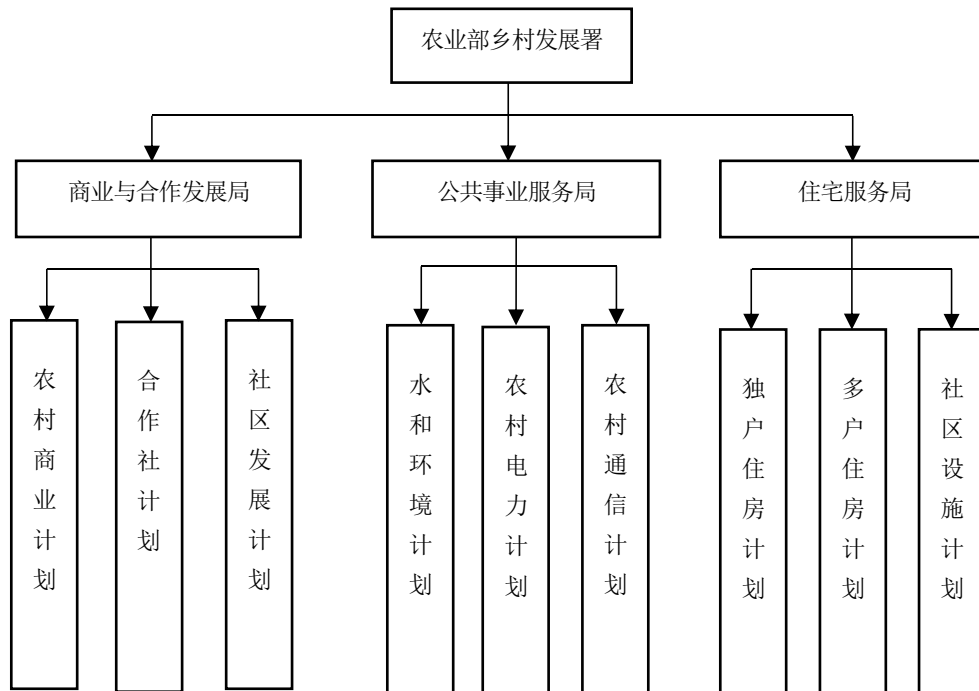 农业部乡村发展署
商业与合作发展局
公共事业服务局
住宅服务局
农村商业计划
合作社计划
社区发展计划
水和环境计划
农村电力计划
农村通信计划
独户住房计划
多户住房计划
社区设施计划